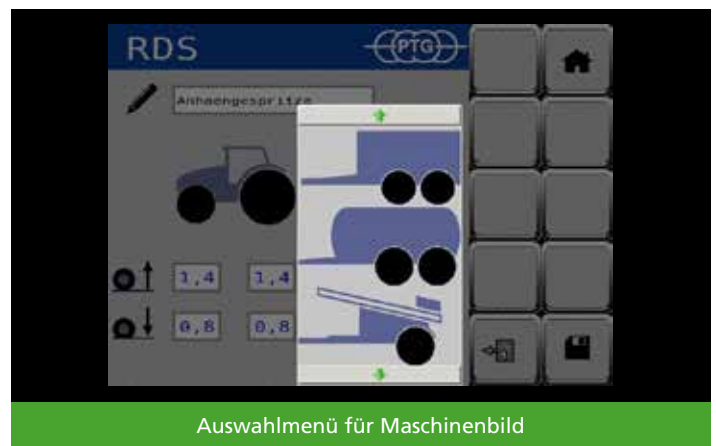 RDS
PTG
Anhaengespritze
1,4 1,4
0,8 0,8
Auswahlmenü für Maschinenbild